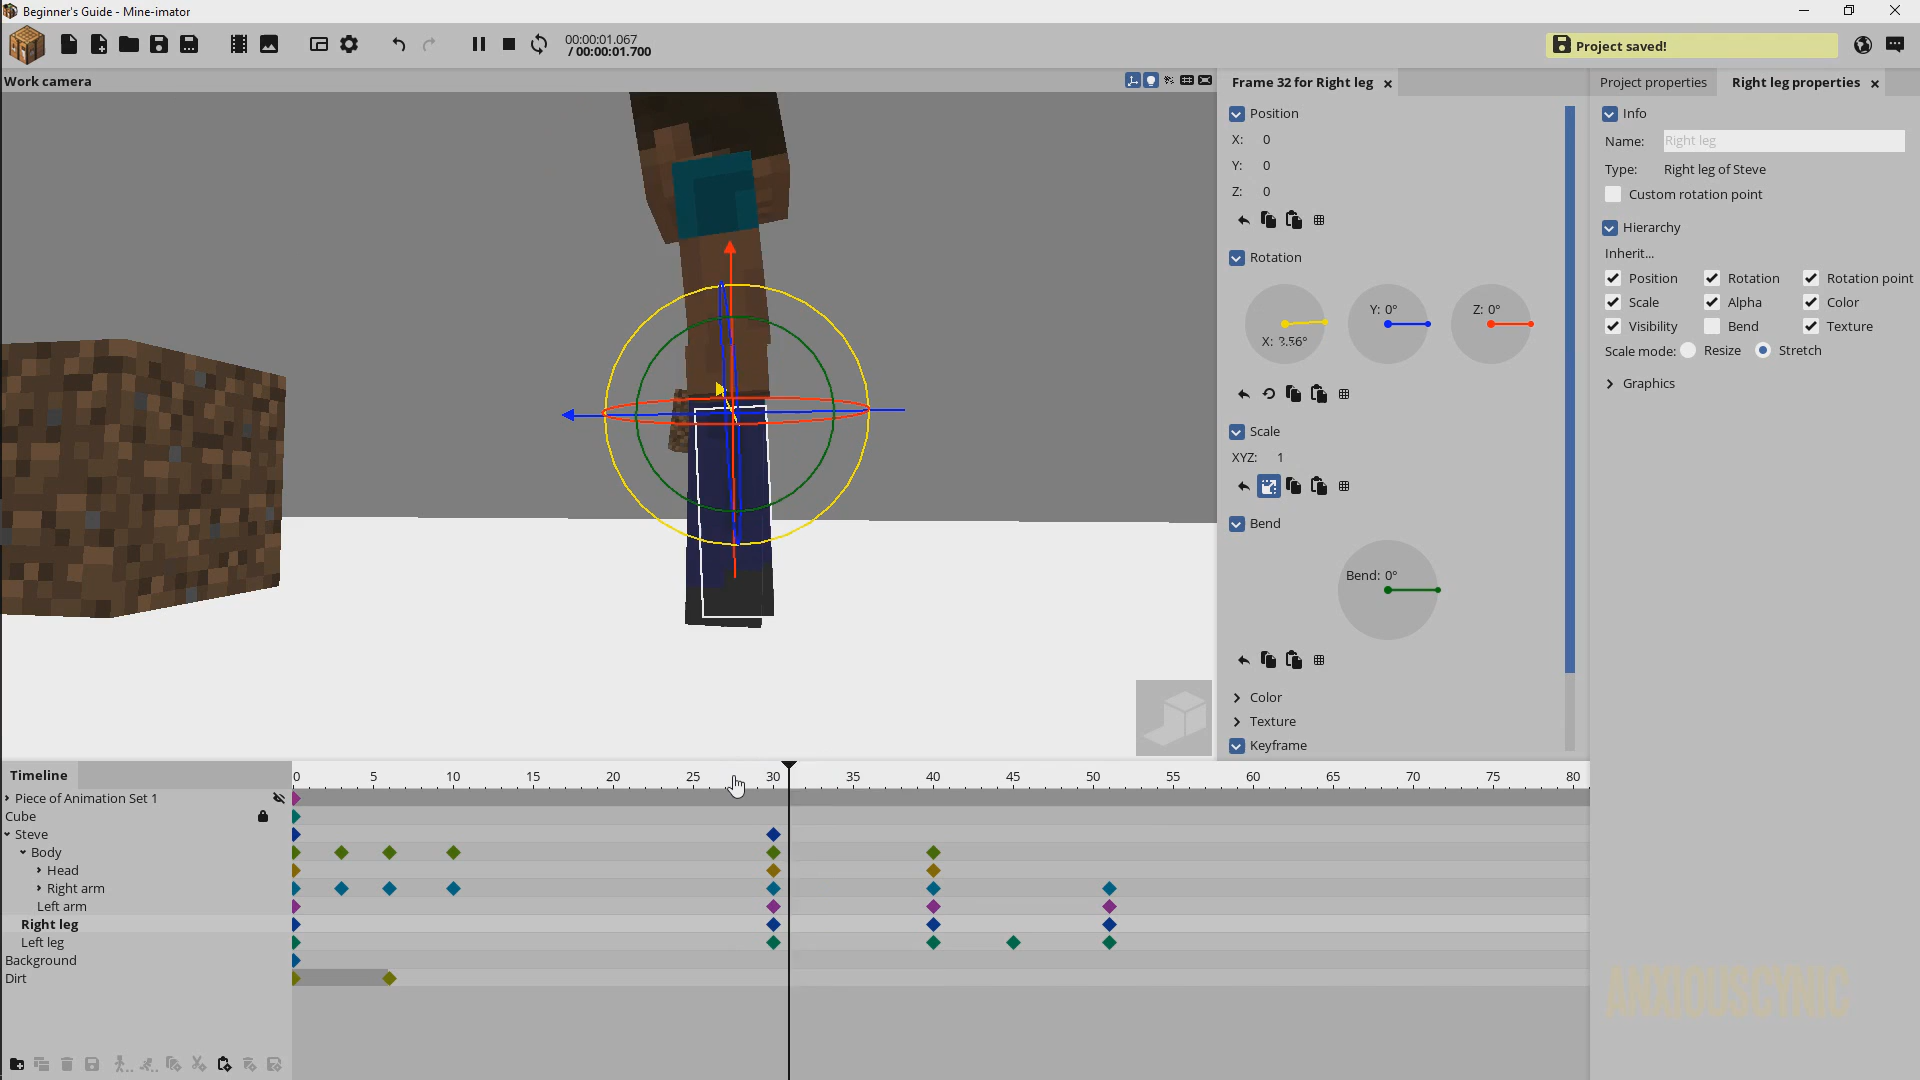 Beginner's Guide - Mine-imator
00:00:01.067
/ 00:00:01.700
Project saved!
Work camera
Frame 32 for Right leg
Position
X: 0
Y: 0
Z: 0
Rotation
X: 3.56°
Y: 0°
Z: 0°
Scale
XYZ: 1
Bend
Bend: 0°
Color
Texture
Keyframe
Project properties
Right leg properties
Info
Name: Right leg
Type: Right leg of Steve
Custom rotation point
Hierarchy
Inherit...
Position Rotation Rotation point
Scale Alpha Color
Visibility Bend Texture
Scale mode: Resize Stretch
Graphics
Timeline
0 5 10 15 20 25 30 35 40 45 50 55 60 65 70 75 80
Piece of Animation Set 1
Cube
Steve
Body
Head
Right arm
Left arm
Right leg
Left leg
Background
Dirt
ANXIOUSCYNIC